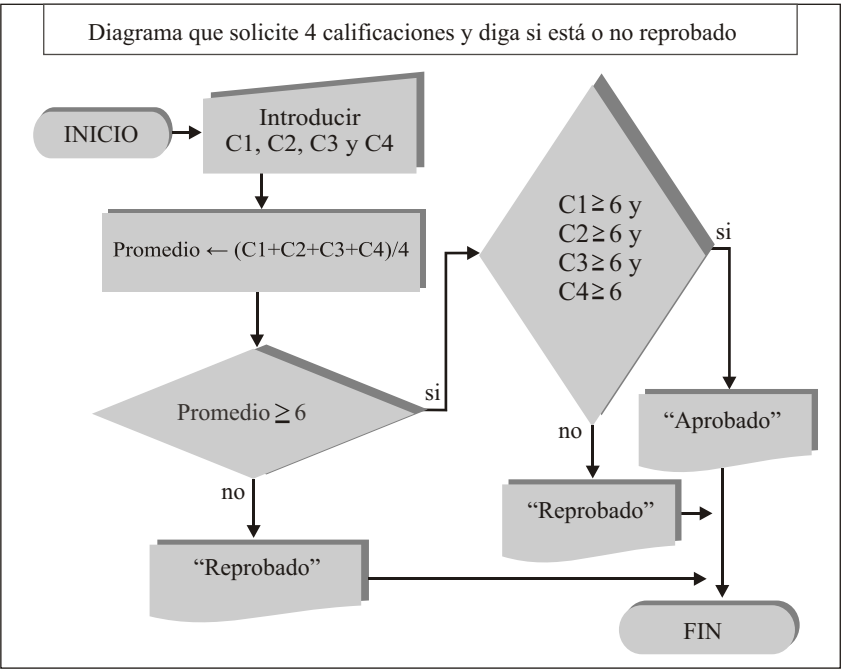 Diagrama que solicite 4 calificaciones y diga si está o no reprobado
INICIO
Introducir
C1, C2, C3 y C4
Promedio ← (C1+C2+C3+C4)/4
Promedio ≥ 6
si
no
“Reprobado”
C1≥6 y
C2≥6 y
C3≥6 y
C4≥6
si
no
“Reprobado”
“Aprobado”
FIN